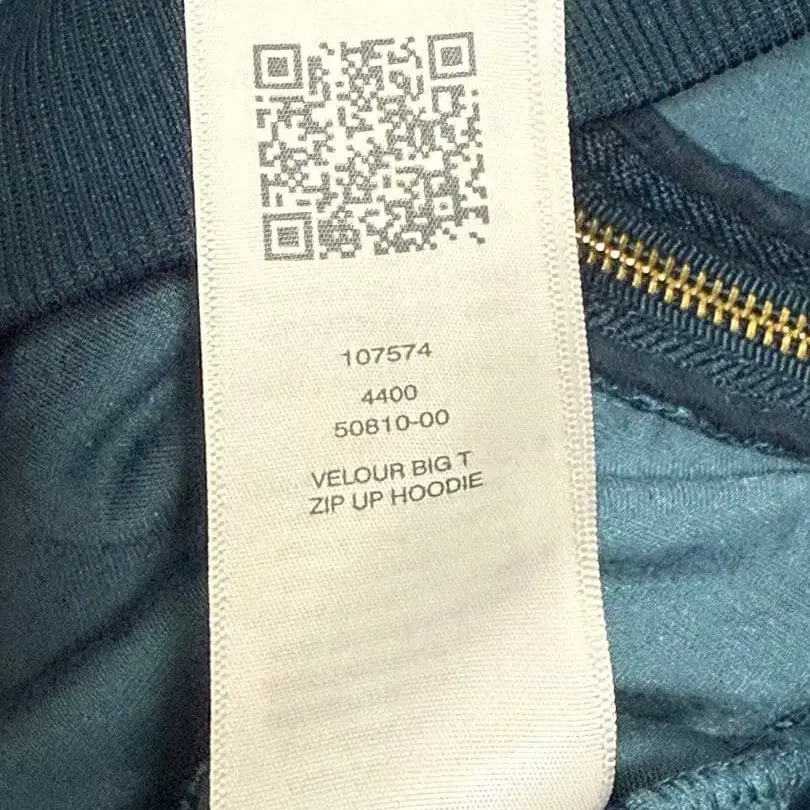 107574
4400
50810-00
VELOUR BIG T
ZIP UP HOODIE